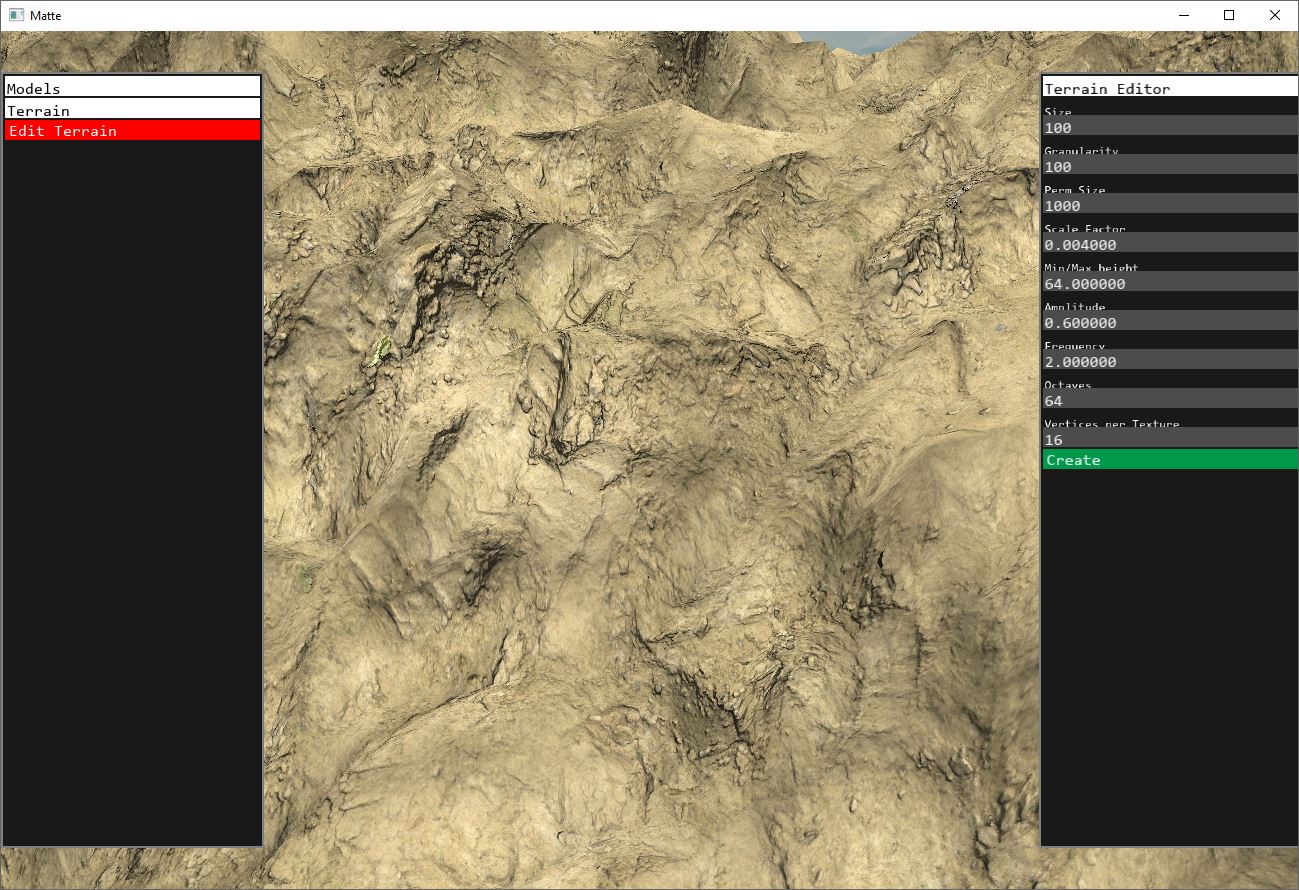 Matte
Models
Terrain
Edit Terrain
Terrain Editor
Size
100
Granularity
100
Perm Size
1000
Scale Factor
0.004000
Min/Max height
64.000000
Amplitude
0.600000
Frequency
2.000000
Octaves
64
Vertices per Texture
16
Create